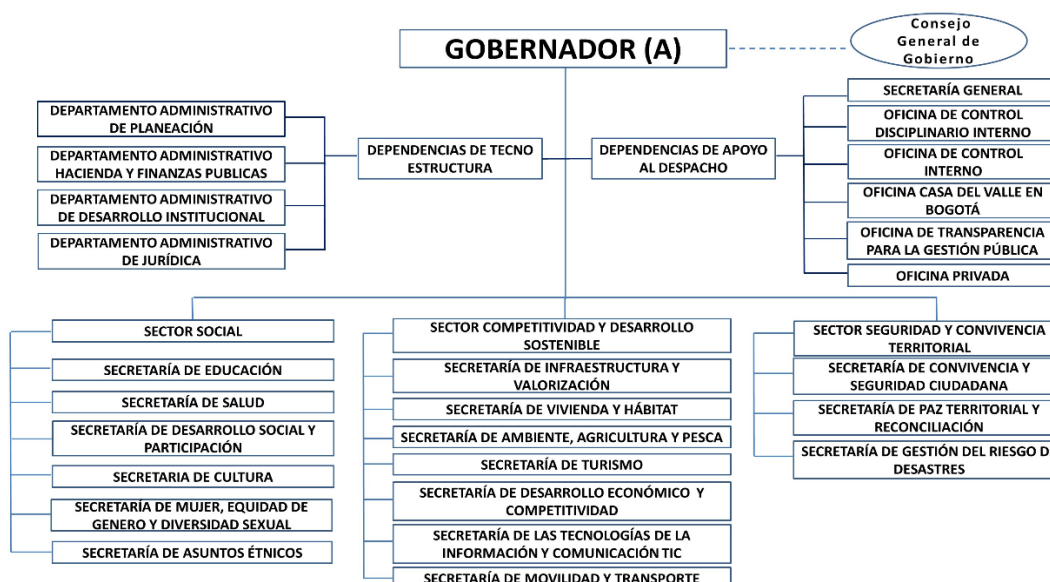 GOBERNADOR (A)
Consejo
General de
Gobierno
DEPARTAMENTO ADMINISTRATIVO
DE PLANEACIÓN
DEPARTAMENTO ADMINISTRATIVO
HACIENDA Y FINANZAS PUBLICAS
DEPARTAMENTO ADMINISTRATIVO
DE DESARROLLO INSTITUCIONAL
DEPARTAMENTO ADMINISTRATIVO
DE JURÍDICA
DEPENDENCIAS DE TECNO
ESTRUCTURA
DEPENDENCIAS DE APOYO
AL DESPACHO
SECRETARÍA GENERAL
OFICINA DE CONTROL
DISCIPLINARIO INTERNO
OFICINA DE CONTROL
INTERNO
OFICINA CASA DEL VALLE EN
BOGOTÁ
OFICINA DE TRANSPARENCIA
PARA LA GESTIÓN PÚBLICA
OFICINA PRIVADA
SECTOR SOCIAL
SECRETARÍA DE EDUCACIÓN
SECRETARÍA DE SALUD
SECRETARÍA DE DESARROLLO SOCIAL Y
PARTICIPACIÓN
SECRETARIA DE CULTURA
SECRETARÍA DE MUJER, EQUIDAD DE
GENERO Y DIVERSIDAD SEXUAL
SECRETARÍA DE ASUNTOS ÉTNICOS
SECTOR COMPETITIVIDAD Y DESARROLLO
SOSTENIBLE
SECRETARÍA DE INFRAESTRUCTURA Y
VALORIZACIÓN
SECRETARÍA DE VIVIENDA Y HÁBITAT
SECRETARÍA DE AMBIENTE, AGRICULTURA Y PESCA
SECRETARÍA DE TURISMO
SECRETARÍA DE DESARROLLO ECONÓMICO Y
COMPETITIVIDAD
SECRETARÍA DE LAS TECNOLOGÍAS DE LA
INFORMACIÓN Y COMUNICACIÓN TIC
SECRETARÍA DE MOVILIDAD Y TRANSPORTE
SECTOR SEGURIDAD Y CONVIVENCIA
TERRITORIAL
SECRETARÍA DE CONVIVENCIA Y
SEGURIDAD CIUDADANA
SECRETARÍA DE PAZ TERRITORIAL Y
RECONCILIACIÓN
SECRETARÍA DE GESTIÓN DEL RIESGO D
DESASTRES